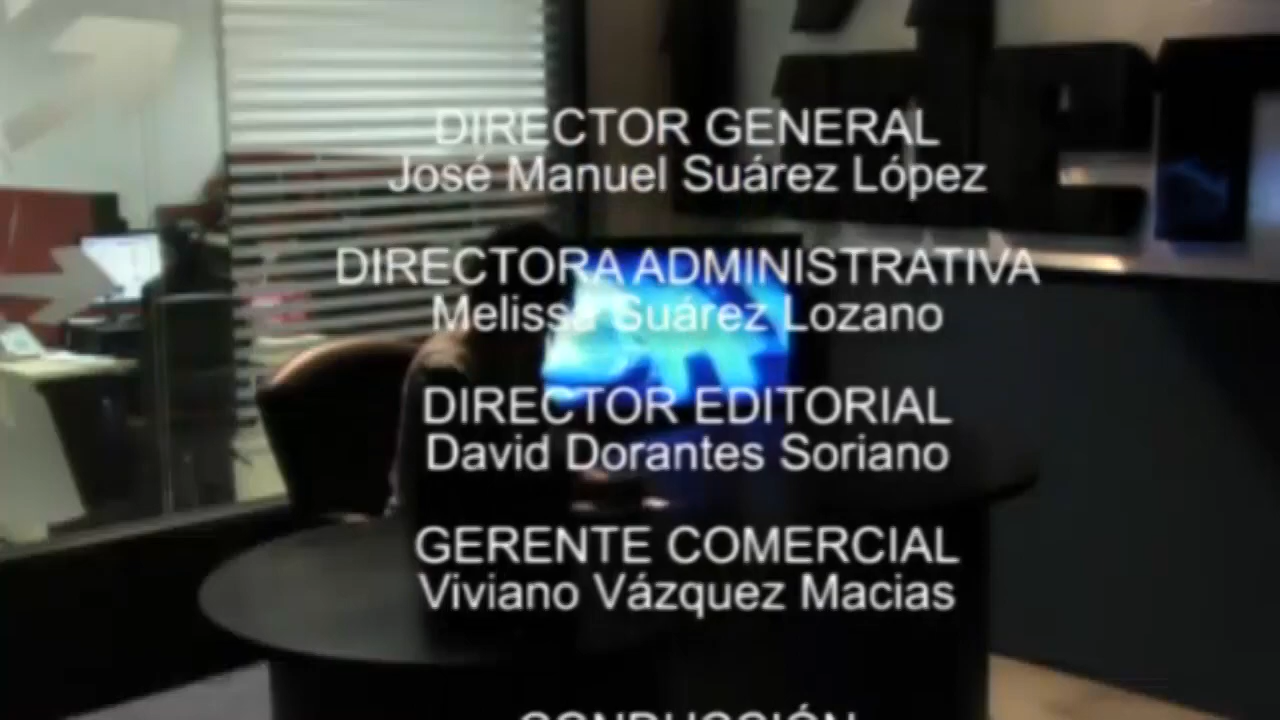 DIRECTOR GENERAL
José Manuel Suárez López
DIRECTORA ADMINISTRATIVA
Melissa Suárez Lozano
DIRECTOR EDITORIAL
David Dorantes Soriano
GERENTE COMERCIAL
Viviano Vázquez Macias
CONDUCCIÓN